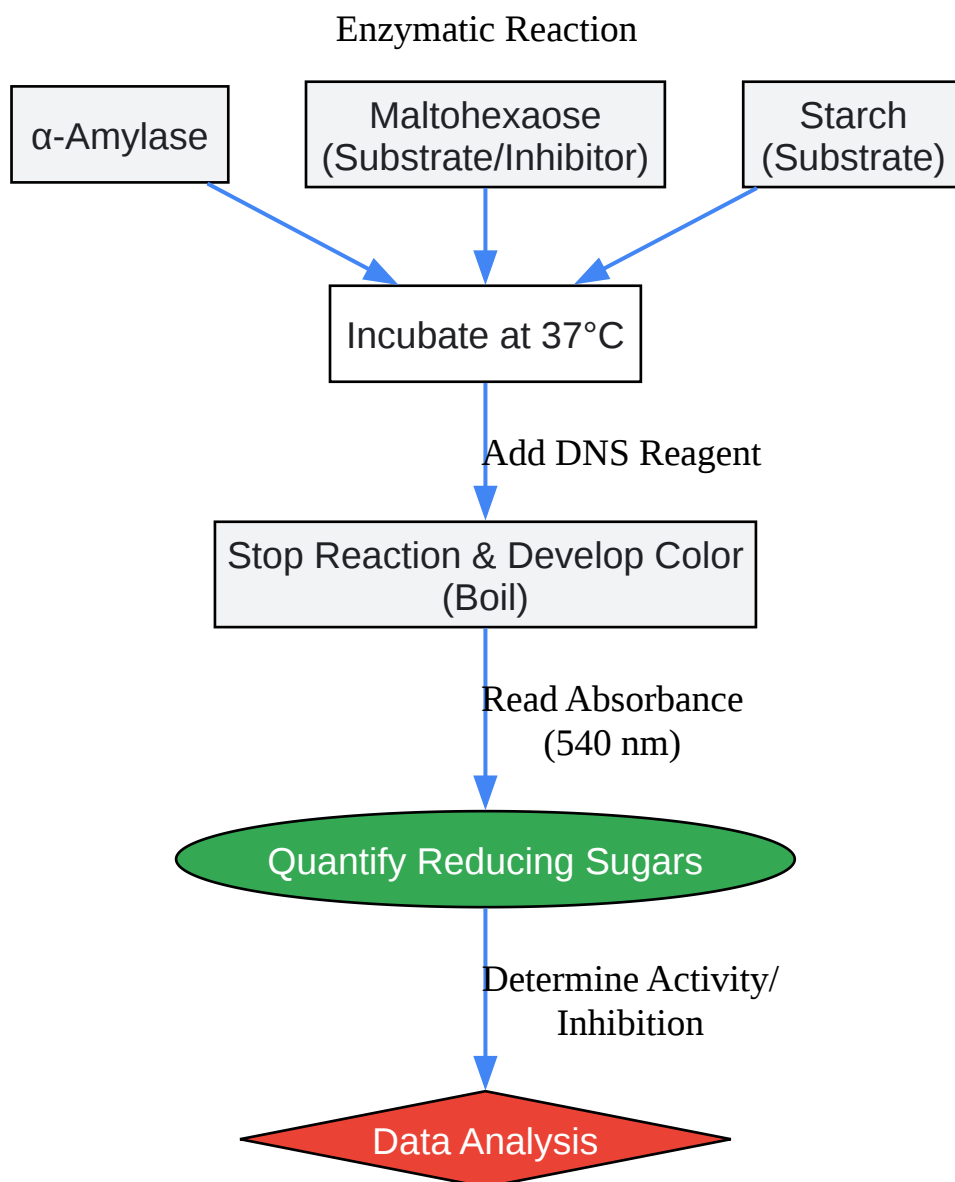 Enzymatic Reaction
α-Amylase
Maltohexaose
(Substrate/Inhibitor)
Starch
(Substrate)
Incubate at 37°C
Add DNS Reagent
Stop Reaction & Develop Color
(Boil)
Read Absorbance
(540 nm)
Quantify Reducing Sugars
Determine Activity/
Inhibition
Data Analysis